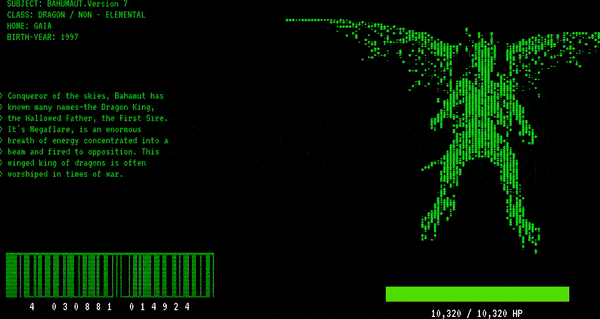 SUBJECT: BAHUMAUT.Version 7
CLASS: DRAGON / NON - ELEMENTAL
HOME: GAIA
BIRTH-YEAR: 1997
Conqueror of the skies, Bahamut has
known many names-the Dragon King,
the Hallowed Father, the First Sire.
It's Megaflare, is an enormous
breath of energy concentrated into a
beam and fired to opposition. This
winged king of dragons is often
worshiped in times of war.
4 030881 014924
10,320 / 10,320 HP